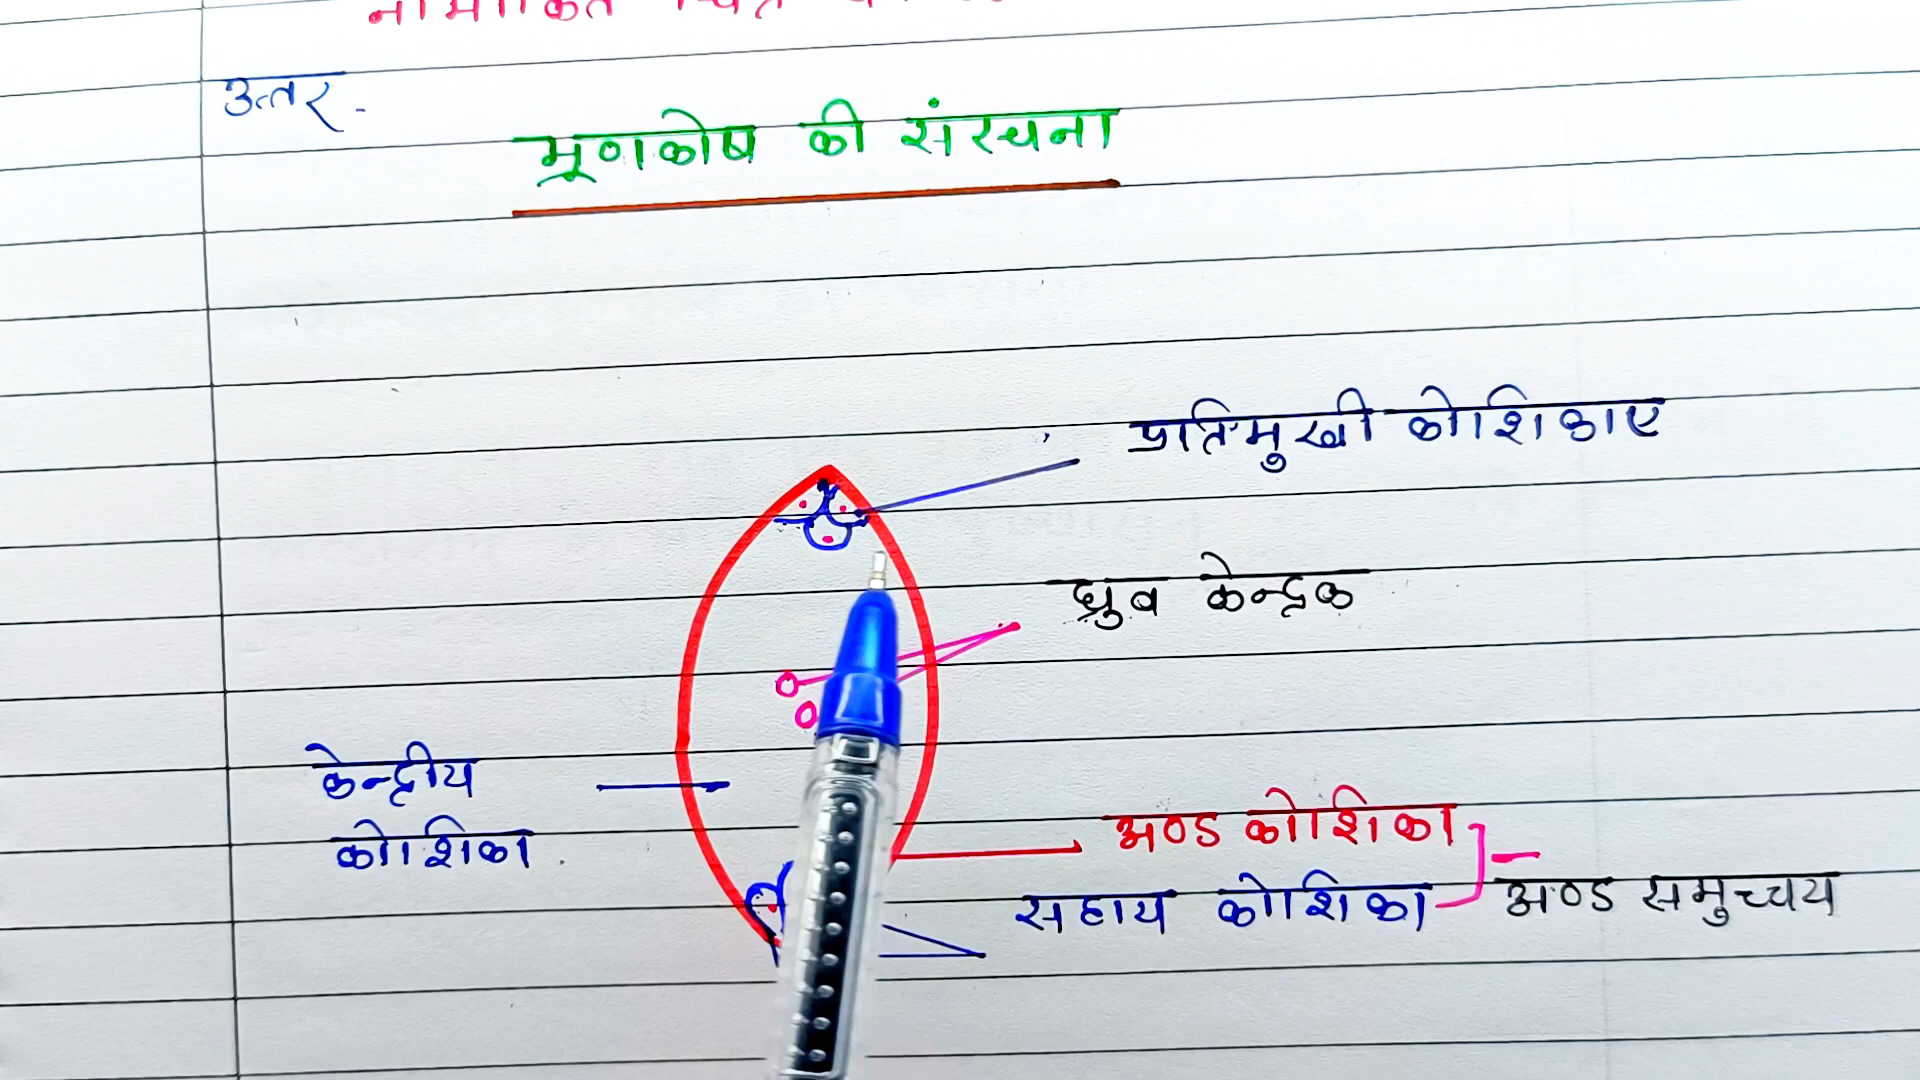 नामांकित चित्र
उत्तर -
भ्रूणकोष की संरचना
प्रतिमुखी कोशिकाए
ध्रुव केन्द्रक
केन्द्रीय
कोशिका
अण्ड कोशिका
सहाय कोशिका
अण्ड समुच्चय